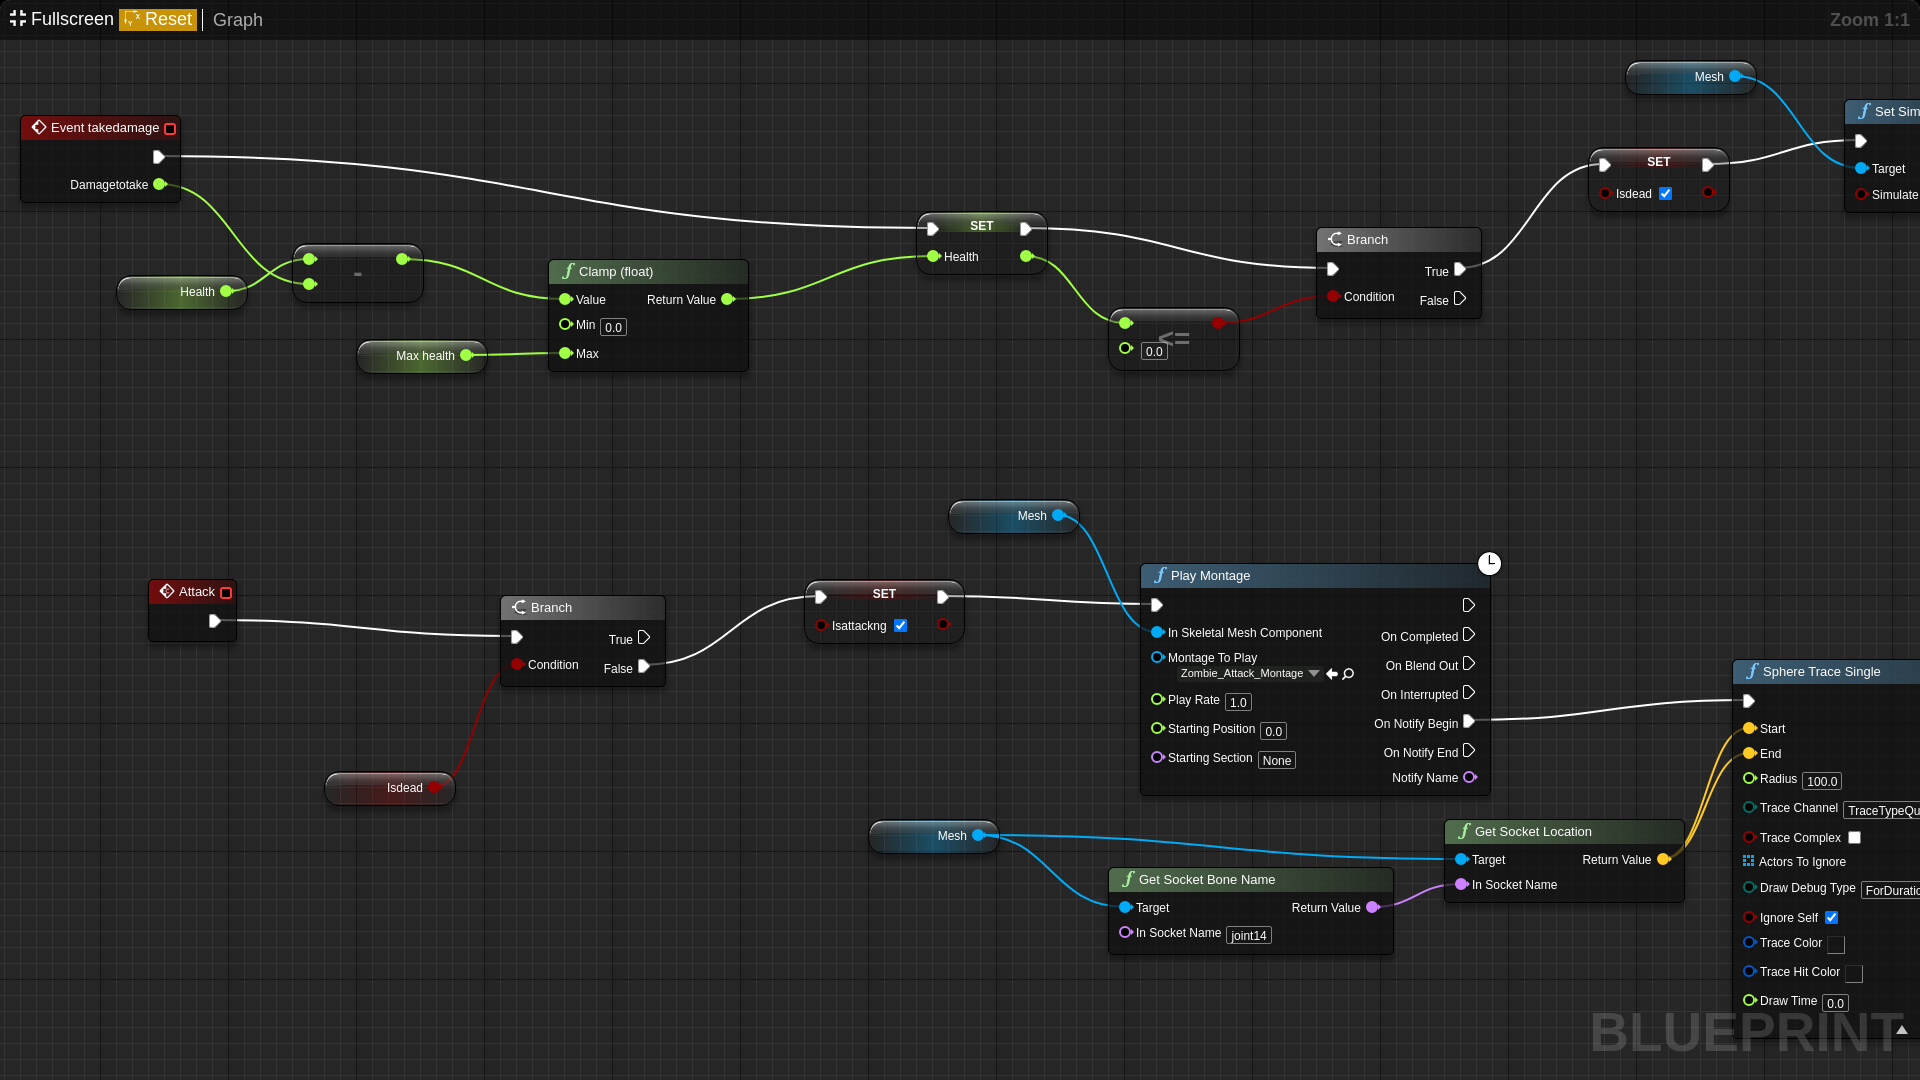 Fullscreen Reset Graph Zoom 1:1
Mesh
Set Sim
Target
Simulate
Event takedamage
Damagetotake
SET
Isdead
SET
Health
Branch
True
Condition
False
Health
-
Clamp (float)
Value Return Value
Min 0.0
Max
Max health
<=
0.0
Mesh
Attack
Branch
True
Condition
False
SET
Isattackng
Isdead
Play Montage
In Skeletal Mesh Component
On Completed
Montage To Play
Zombie_Attack_Montage
On Blend Out
On Interrupted
Play Rate 1.0
On Notify Begin
Starting Position 0.0
On Notify End
Starting Section None
Notify Name
Mesh
Get Socket Bone Name
Target Return Value
In Socket Name joint14
Get Socket Location
Target Return Value
In Socket Name
Sphere Trace Single
Start
End
Radius 100.0
Trace Channel TraceTypeQu
Trace Complex
Actors To Ignore
Draw Debug Type ForDuratio
Ignore Self
Trace Color
Trace Hit Color
Draw Time 0.0
BLUEPRINT